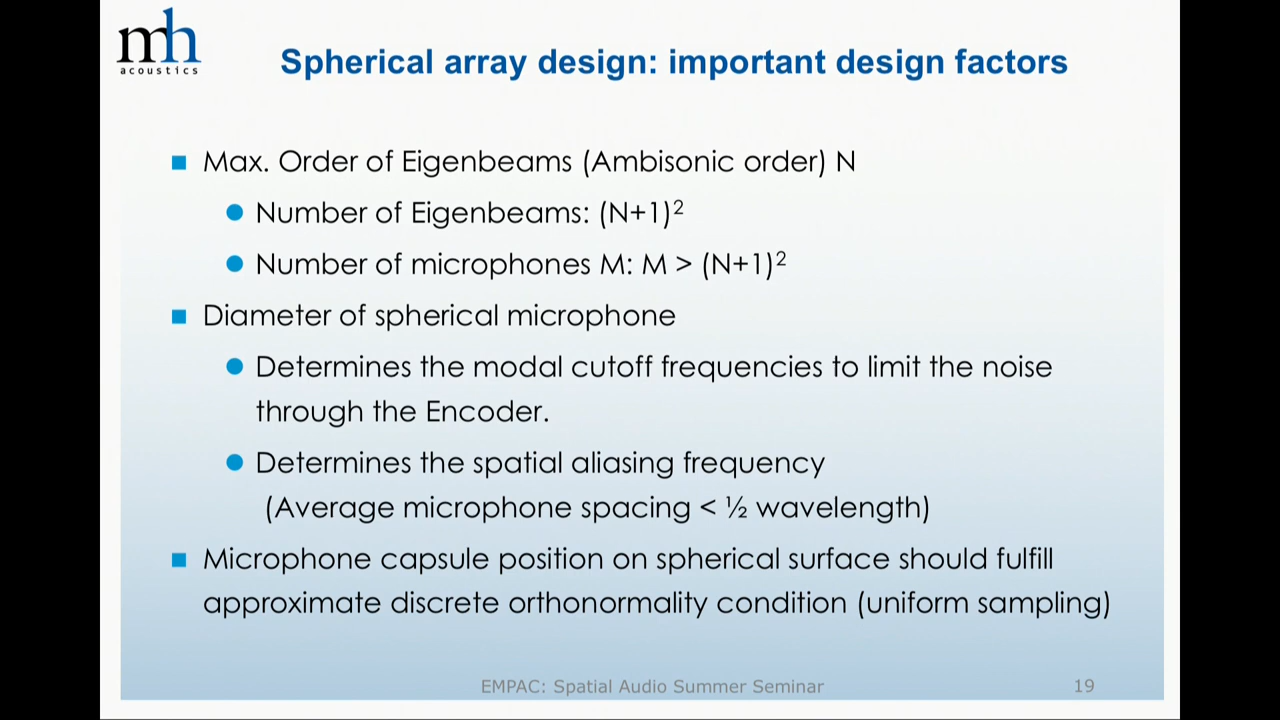 mh
acoustics
Spherical array design: important design factors
Max. Order of Eigenbeams (Ambisonic order) N
Number of Eigenbeams: (N+1)²
Number of microphones M: M > (N+1)²
Diameter of spherical microphone
Determines the modal cutoff frequencies to limit the noise
through the Encoder.
Determines the spatial aliasing frequency
(Average microphone spacing < ½ wavelength)
Microphone capsule position on spherical surface should fulfill
approximate discrete orthonormality condition (uniform sampling)
EMPAC: Spatial Audio Summer Seminar
19